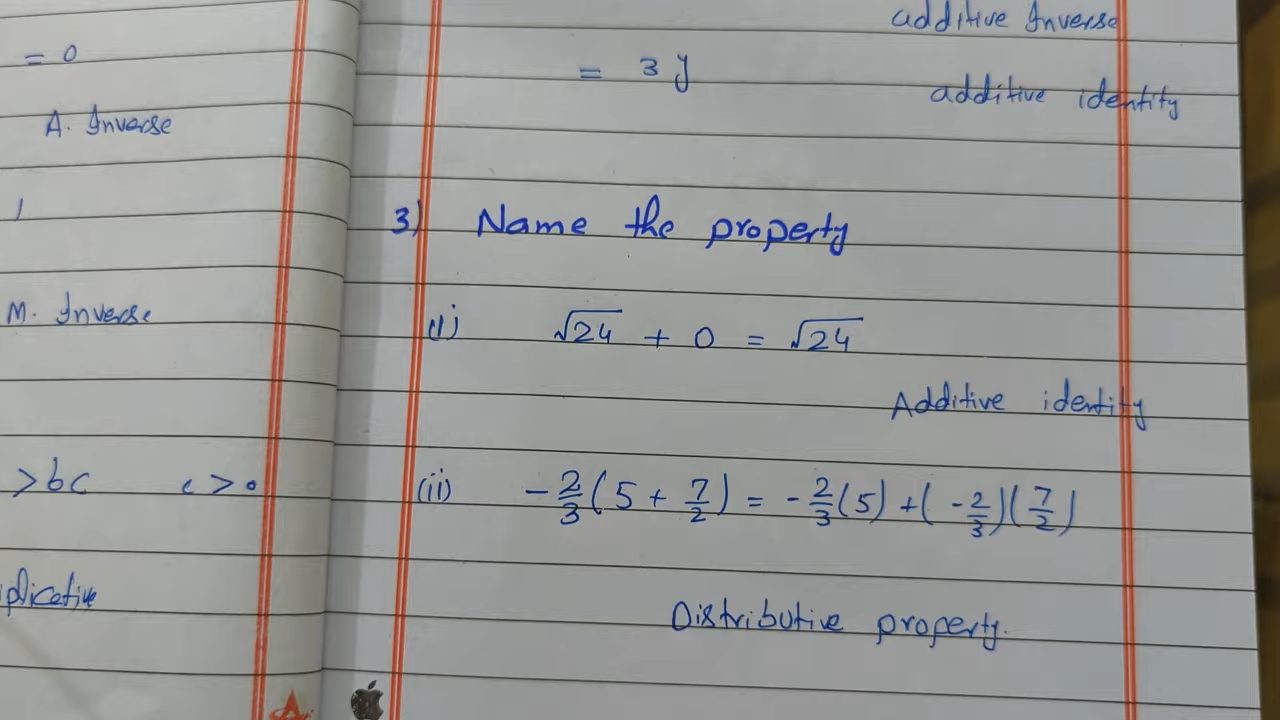 = 0
A. Inverse
1
M. Inverse
>bc c > 0
plicative
additive Inverse
= 3y
additive identity
3) Name the property
(i) √24 + 0 = √24
Additive identity
(ii) -2/3(5 + 7/2) = -2/3(5) + (-2/3)(7/2)
Distributive property.